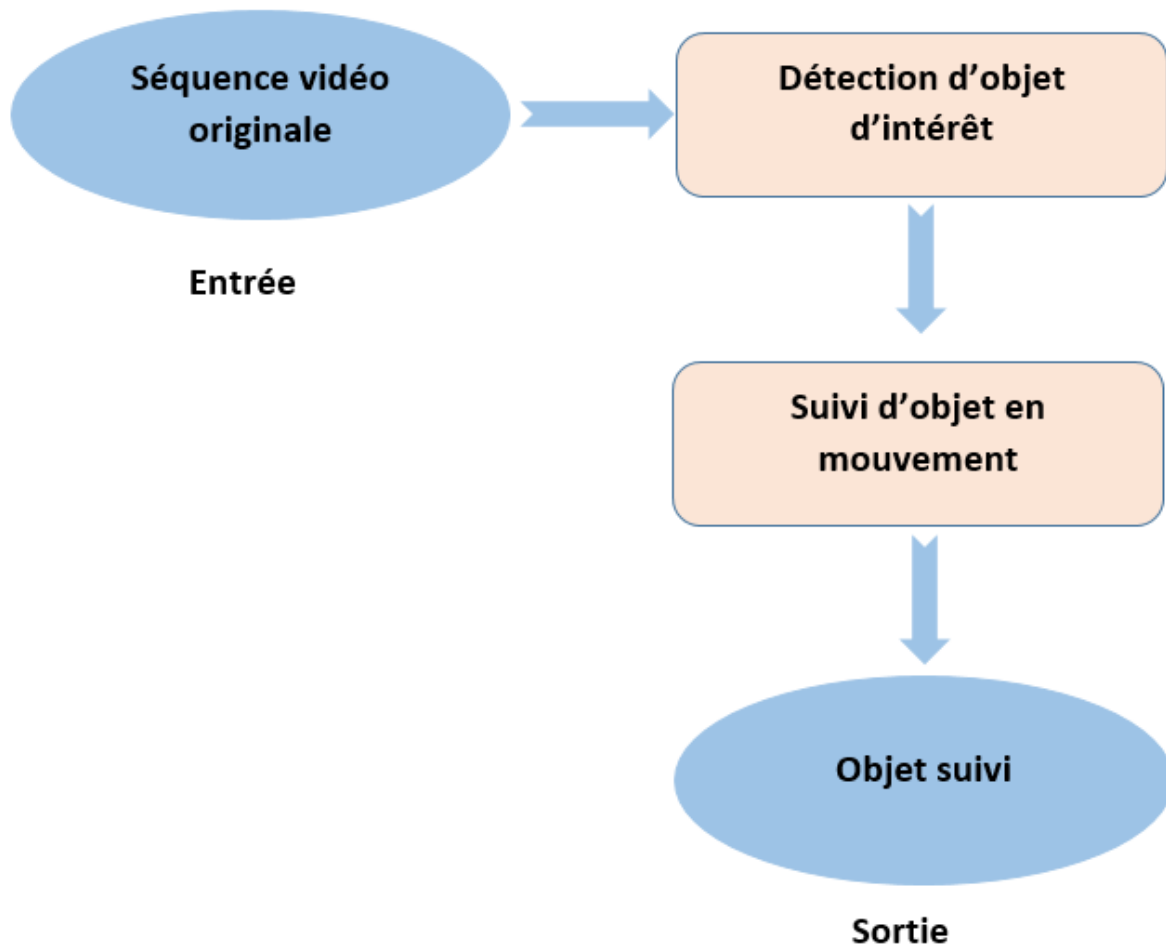 Séquence vidéo
originale
Détection d’objet
d’intérêt
Entrée
Suivi d’objet en
mouvement
Objet suivi
Sortie